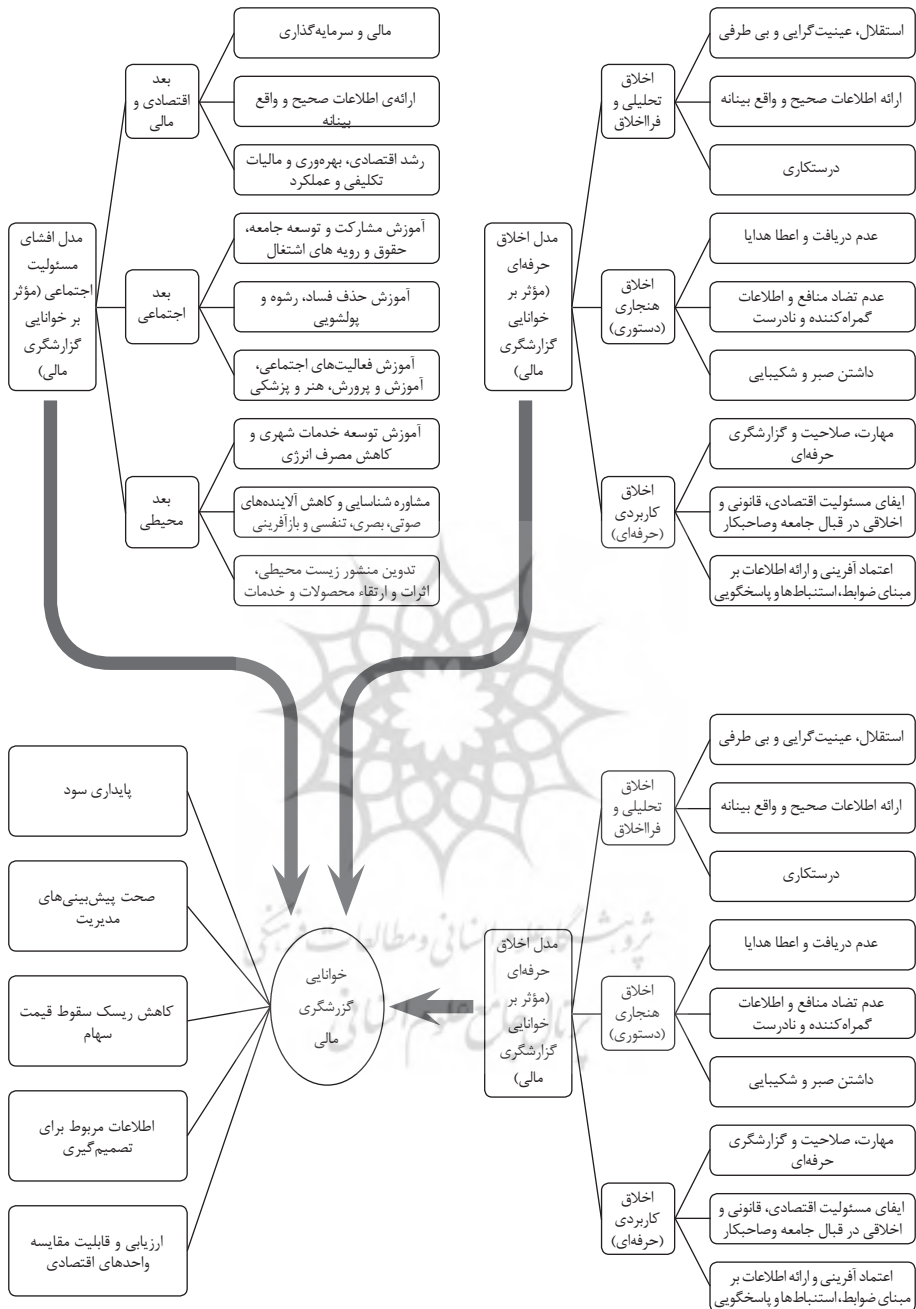 استقلال، عینیت‌گرایی و بی طرفی
ارائه اطلاعات صحیح و واقع بینانه
درستکاری
اخلاق
تحلیلی و
فرااخلاق
عدم دریافت و اعطا هدایا
عدم تضاد منافع و اطلاعات
گمراه‌کننده و نادرست
داشتن صبر و شکیبایی
اخلاق
هنجاری
(دستوری)
مهارت، صلاحیت و گزارشگری
حرفه‌ای
ایفای مسئولیت اقتصادی، قانونی و
اخلاقی در قبال جامعه وصاحبکار
اعتماد آفرینی و ارائه اطلاعات بر
مبنای ضوابط، استنباط‌ها و پاسخگویی
اخلاق
کاربردی
(حرفه‌ای)
مدل اخلاق
حرفه‌ای
(مؤثر بر
خوانایی
گزارشگری
مالی)
مالی و سرمایه‌گذاری
ارائه‌ی اطلاعات صحیح و واقع
بینانه
رشد اقتصادی، بهره‌وری و مالیات
تکلیفی و عملکرد
بعد
اقتصادی و
مالی
آموزش مشارکت و توسعه جامعه،
حقوق و رویه های اشتغال
آموزش حذف فساد، رشوه و
پولشویی
آموزش فعالیت‌های اجتماعی،
آموزش و پرورش، هنر و پزشکی
بعد
اجتماعی
آموزش توسعه خدمات شهری و
کاهش مصرف انرژی
مشاوره شناسایی و کاهش آلاینده‌های
صوتی، بصری، تنفسی و بازآفرینی
تدوین منشور زیست محیطی،
اثرات و ارتقاء محصولات و خدمات
بعد
محیطی
مدل افشای
مسئولیت
اجتماعی (مؤثر
بر خوانایی
گزارشگری
مالی)
استقلال، عینیت‌گرایی و بی طرفی
ارائه اطلاعات صحیح و واقع بینانه
درستکاری
اخلاق
تحلیلی و
فرااخلاق
عدم دریافت و اعطا هدایا
عدم تضاد منافع و اطلاعات
گمراه‌کننده و نادرست
داشتن صبر و شکیبایی
اخلاق
هنجاری
(دستوری)
مهارت، صلاحیت و گزارشگری
حرفه‌ای
ایفای مسئولیت اقتصادی، قانونی و
اخلاقی در قبال جامعه وصاحبکار
اعتماد آفرینی و ارائه اطلاعات بر
مبنای ضوابط، استنباط‌ها و پاسخگویی
اخلاق
کاربردی
(حرفه‌ای)
مدل اخلاق
حرفه‌ای
(مؤثر بر
خوانایی
گزارشگری
مالی)
خوانایی
گزرشگری
مالی
پایداری سود
صحت پیش‌بینی‌های
مدیریت
کاهش ریسک سقوط قیمت
سهام
اطلاعات مربوط برای
تصمیم‌گیری
ارزیابی و قابلیت مقایسه
واحدهای اقتصادی
پژوهشگاه علوم انسانی و مطالعات فرهنگی
پرتال جامع علوم انسانی